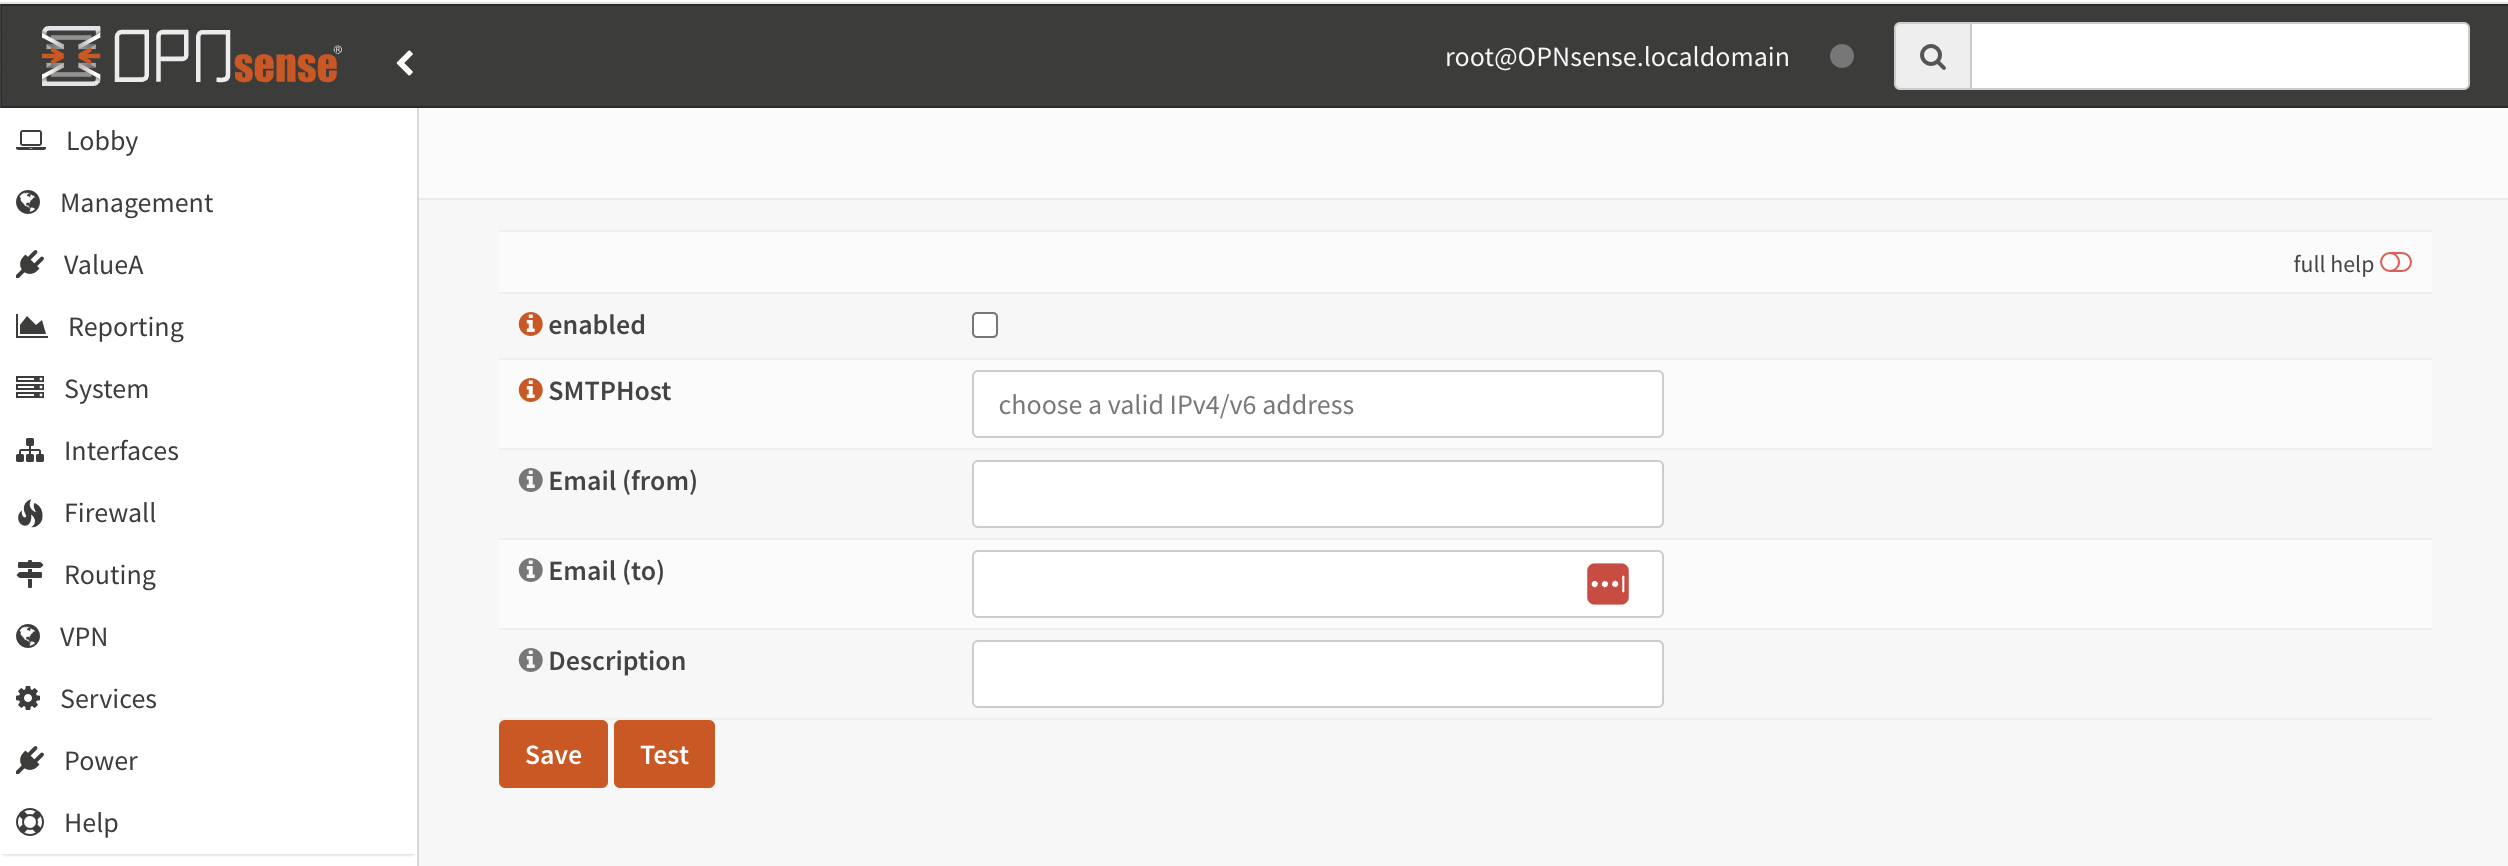 OPNsense®
root@OPNsense.localdomain
Lobby
Management
ValueA
Reporting
System
Interfaces
Firewall
Routing
VPN
Services
Power
Help
full help
enabled
SMTPHost
choose a valid IPv4/v6 address
Email (from)
Email (to)
Description
Save Test